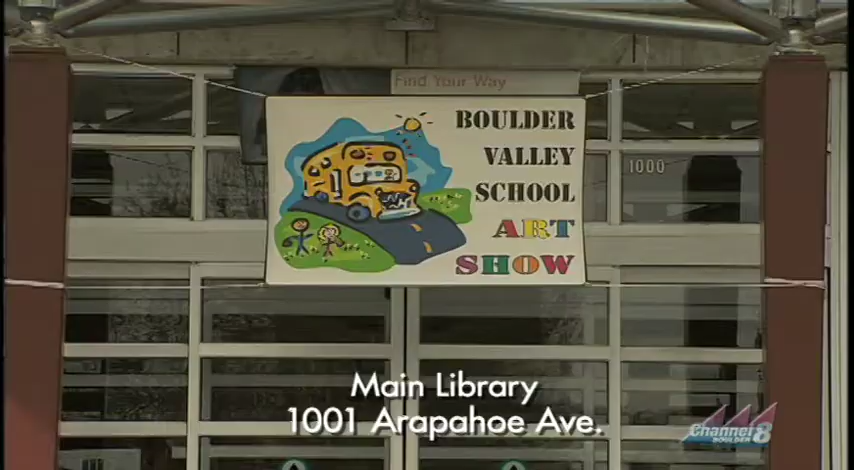 Find Your Way
BOULDER
VALLEY
SCHOOL
ART
SHOW
1000
Main Library
1001 Arapahoe Ave.
Channel 8
BOULDER